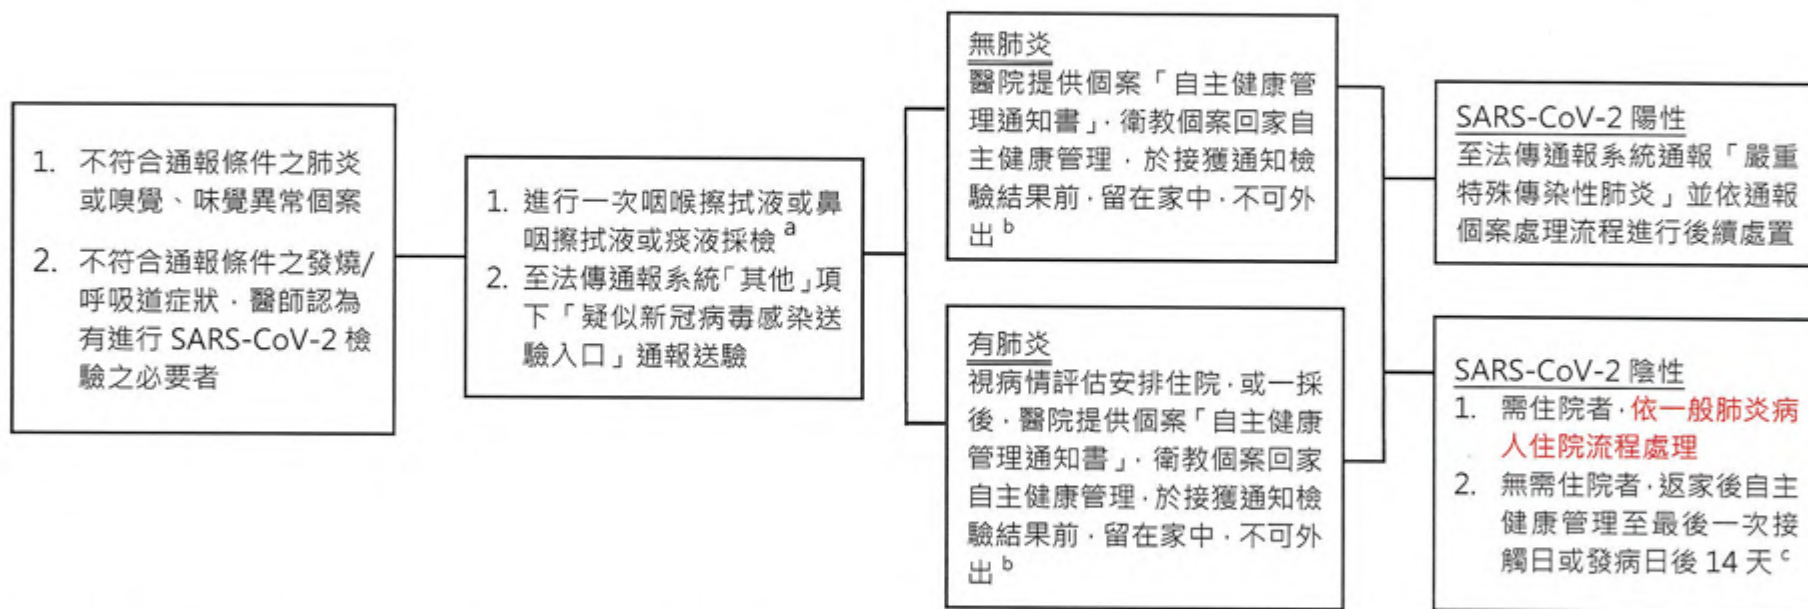 1. 不符合通報條件之肺炎
或嗅覺、味覺異常個案
2. 不符合通報條件之發燒/
呼吸道症狀，醫師認為
有進行 SARS-CoV-2 檢
驗之必要者
1. 進行一次咽喉擦拭液或鼻
咽擦拭液或痰液採檢 a
2. 至法傳通報系統「其他」項
下「疑似新冠病毒感染送
驗入口」通報送驗
無肺炎
醫院提供個案「自主健康管
理通知書」，衛教個案回家自
主健康管理，於接獲通知檢
驗結果前，留在家中，不可外
出 b
有肺炎
視病情評估安排住院，或一採
後，醫院提供個案「自主健康
管理通知書」，衛教個案回家
自主健康管理，於接獲通知檢
驗結果前，留在家中，不可外
出 b
SARS-CoV-2 陽性
至法傳通報系統通報「嚴重
特殊傳染性肺炎」並依通報
個案處理流程進行後續處置
SARS-CoV-2 陰性
1. 需住院者，依一般肺炎病
人住院流程處理
2. 無需住院者，返家後自主
健康管理至最後一次接
觸日或發病日後 14 天 c